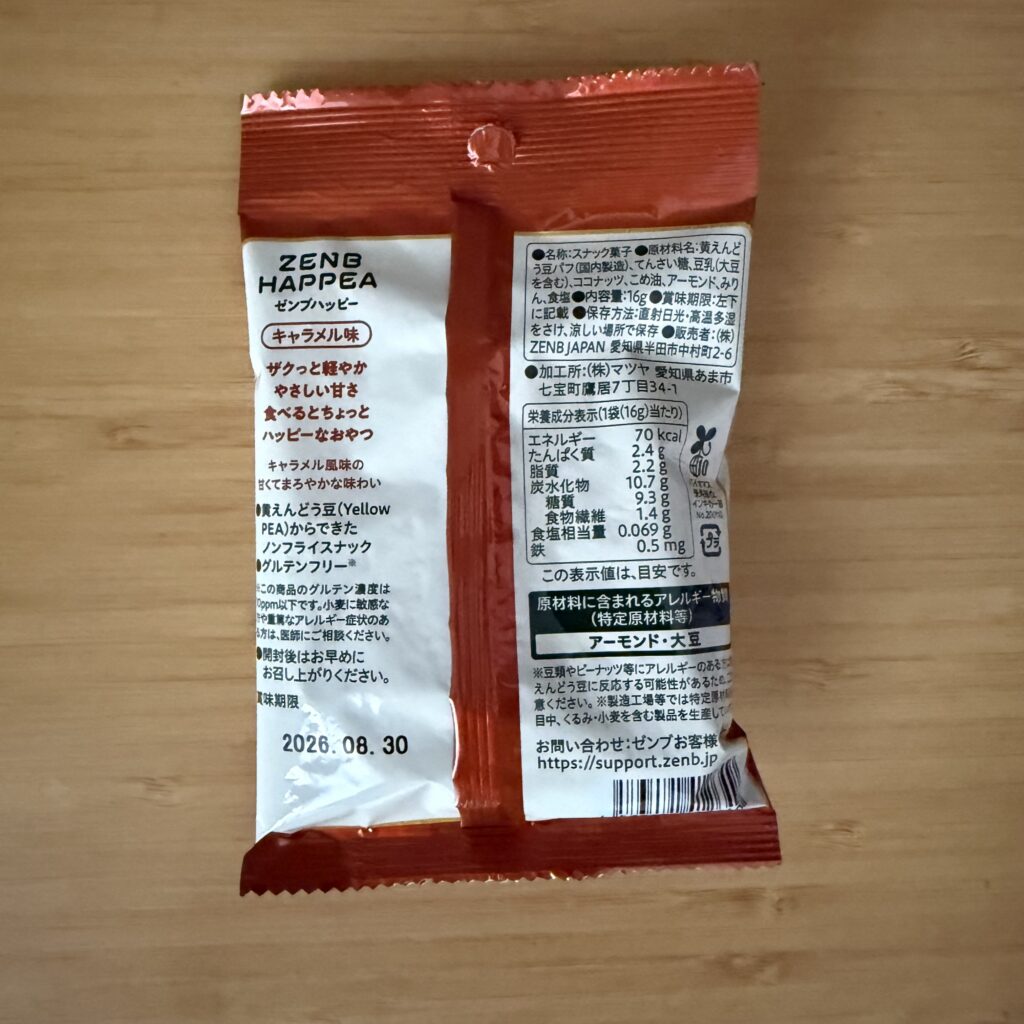 ZENB
HAPPEA
ゼンブハッピー
キャラメル味
ザクっと軽やか
やさしい甘さ
食べるとちょっと
ハッピーなおやつ
キャラメル風味の
甘くてまろやかな味わい
●黄えんどう豆(Yellow
PEA)からできた
ノンフライスナック
●グルテンフリー※
この商品のグルテン濃度は
ppm以下です。小麦に敏感な
や重篤なアレルギー症状のあ
方は、医師にご相談ください。
●開封後はお早めに
お召し上がりください。
賞味期限
2026.08.30
●名称:スナック菓子●原材料名:黄えんど
う豆パフ(国内製造)、てんさい糖、豆乳(大豆
を含む)、ココナッツ、こめ油、アーモンド、みり
ん、食塩●内容量:16g●賞味期限:左下
に記載●保存方法:直射日光・高温多湿
をさけ、涼しい場所で保存●販売者:(株)
ZENB JAPAN 愛知県半田市中村町2-6
●加工所:(株)マツヤ 愛知県あま市
七宝町鷹居7丁目34-1
栄養成分表示(1袋(16g)当たり)
エネルギー 70 kcal
たんぱく質 2.4 g
脂質 2.2 g
炭水化物 10.7 g
糖質 9.3 g
食物繊維 1.4 g
食塩相当量 0.069 g
鉄 0.5 mg
この表示値は、目安です。
プラ
原材料に含まれるアレルギー物質
(特定原材料等)
アーモンド・大豆
※豆類やピーナッツ等にアレルギーのある
えんどう豆に反応する可能性があるため、
意ください。※製造工場等では特定原材
目中、くるみ・小麦を含む製品を生産して
お問い合わせ:ゼンブお客様
https://support.zenb.jp